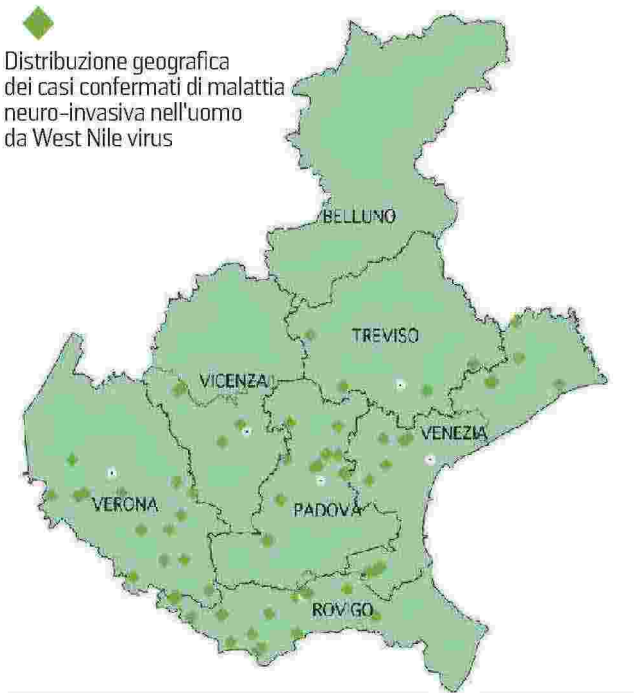 Distribuzione geografica
dei casi confermati di malattia
neuro-invasiva nell'uomo
da West Nile virus
BELLUNO
TREVISO
VICENZA
VENEZIA
VERONA
PADOVA
ROVIGO